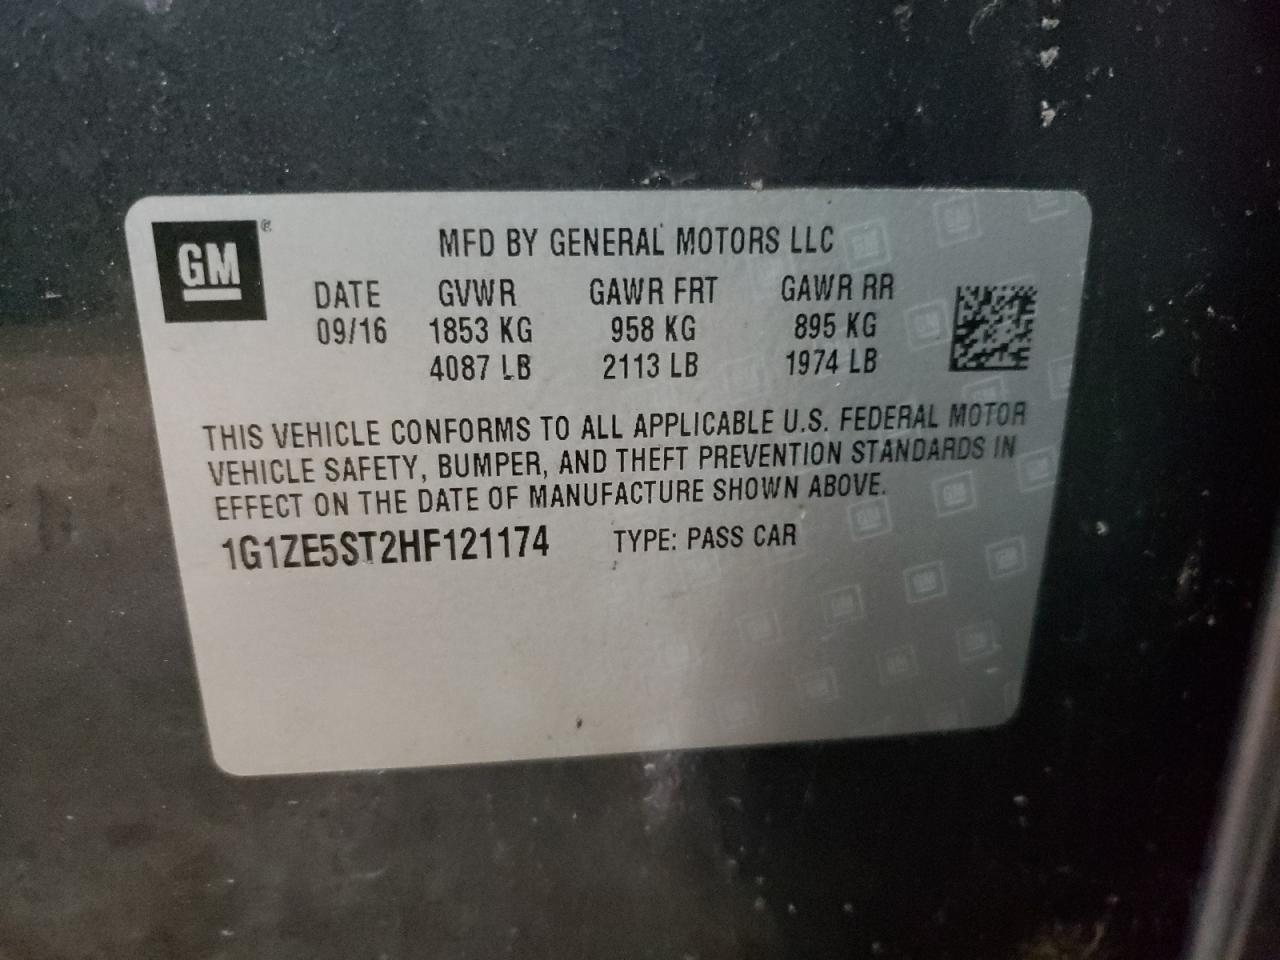 GM®
MFD BY GENERAL MOTORS LLC
DATE GVWR GAWR FRT GAWR RR
09/16 1853 KG 958 KG 895 KG
4087 LB 2113 LB 1974 LB
THIS VEHICLE CONFORMS TO ALL APPLICABLE U.S. FEDERAL MOTOR
VEHICLE SAFETY, BUMPER, AND THEFT PREVENTION STANDARDS IN
EFFECT ON THE DATE OF MANUFACTURE SHOWN ABOVE.
1G1ZE5ST2HF121174 TYPE: PASS CAR